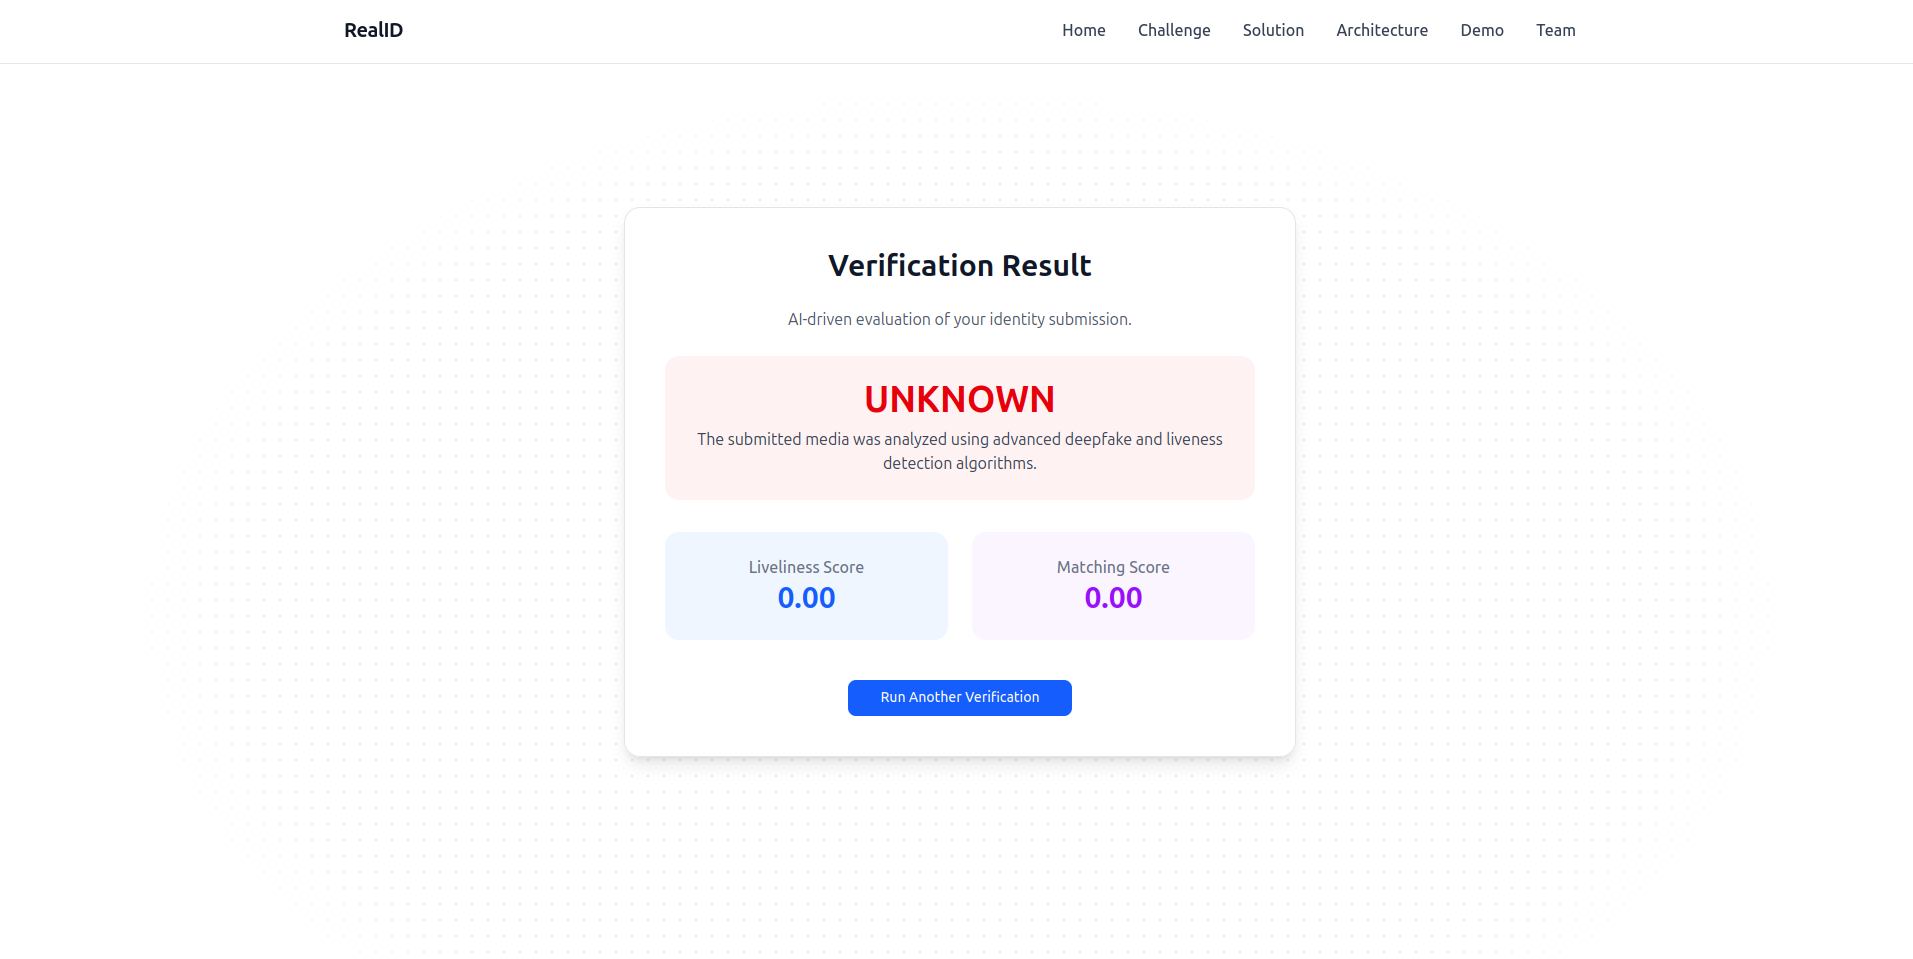 RealID
Home
Challenge
Solution
Architecture
Demo
Team
Verification Result
AI-driven evaluation of your identity submission.
UNKNOWN
The submitted media was analyzed using advanced deepfake and liveness
detection algorithms.
Liveliness Score
0.00
Matching Score
0.00
Run Another Verification